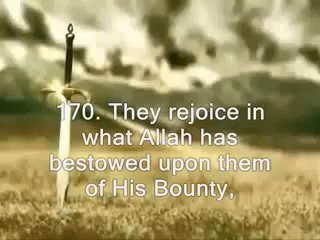 170. They rejoice in
what Allah has
bestowed upon them
of His Bounty,